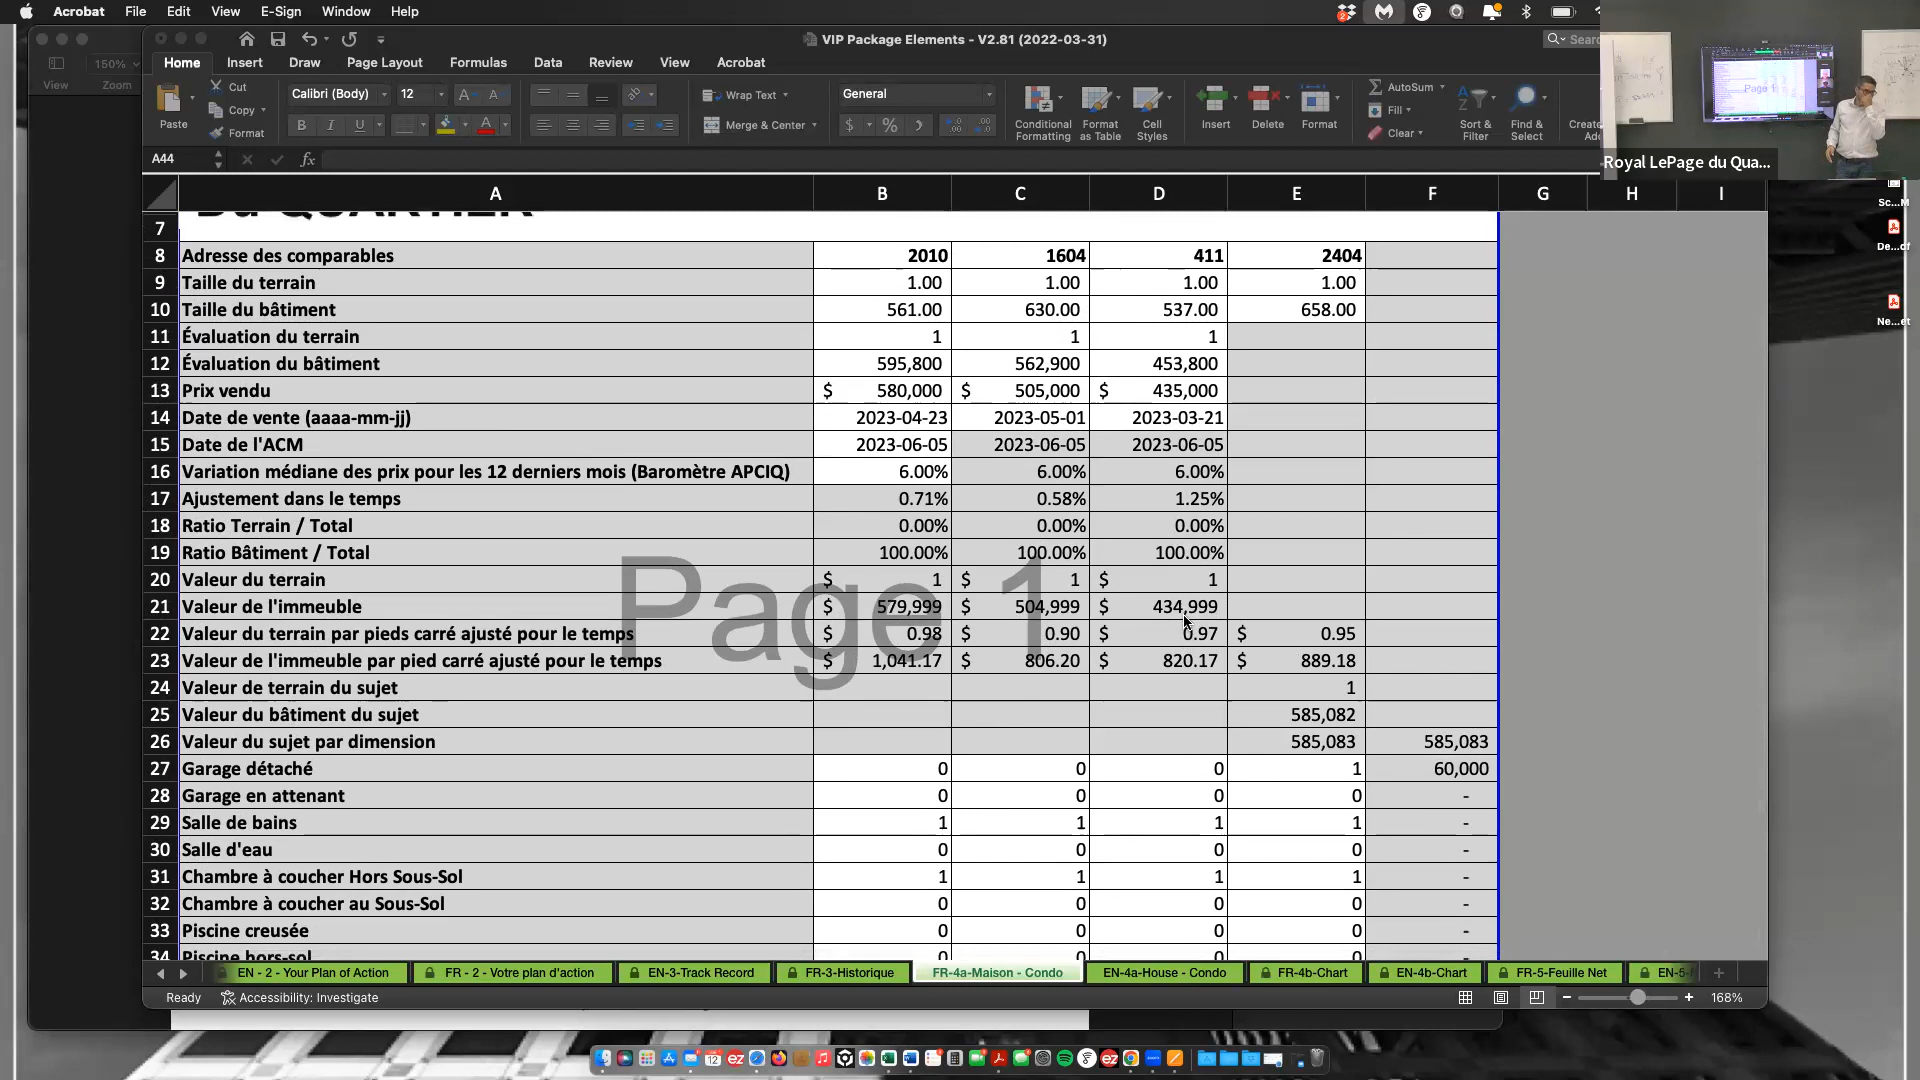 Acrobat File Edit View E-Sign Window Help
VIP Package Elements - V2.81 (2022-03-31)
150%
View Zoom
Home Insert Draw Page Layout Formulas Data Review View Acrobat
Paste
Cut
Copy
Format
Calibri (Body) 12
B I U
Wrap Text
Merge & Center
General
$ %
Conditional Formatting
Format as Table
Cell Styles
Insert
Delete
Format
AutoSum
Fill
Clear
Sort & Filter
Find & Select
Royal LePage du Qua...
A44
fx
A B C D E F G H I
Du QUARTIER
7
8 Adresse des comparables 2010 1604 411 2404
9 Taille du terrain 1.00 1.00 1.00 1.00
10 Taille du bâtiment 561.00 630.00 537.00 658.00
11 Évaluation du terrain 1 1 1
12 Évaluation du bâtiment 595,800 562,900 453,800
13 Prix vendu $ 580,000 $ 505,000 $ 435,000
14 Date de vente (aaaa-mm-jj) 2023-04-23 2023-05-01 2023-03-21
15 Date de l'ACM 2023-06-05 2023-06-05 2023-06-05
16 Variation médiane des prix pour les 12 derniers mois (Baromètre APCIQ) 6.00% 6.00% 6.00%
17 Ajustement dans le temps 0.71% 0.58% 1.25%
18 Ratio Terrain / Total 0.00% 0.00% 0.00%
19 Ratio Bâtiment / Total 100.00% 100.00% 100.00%
20 Valeur du terrain $ 1 $ 1 $ 1
21 Valeur de l'immeuble $ 579,999 $ 504,999 $ 434,999
22 Valeur du terrain par pieds carré ajusté pour le temps $ 0.98 $ 0.90 $ 0.97 $ 0.95
23 Valeur de l'immeuble par pied carré ajusté pour le temps $ 1,041.17 $ 806.20 $ 820.17 $ 889.18
24 Valeur de terrain du sujet 1
25 Valeur du bâtiment du sujet 585,082
26 Valeur du sujet par dimension 585,083 585,083
27 Garage détaché 0 0 0 1 60,000
28 Garage en attenant 0 0 0 0 -
29 Salle de bains 1 1 1 1 -
30 Salle d'eau 0 0 0 0 -
31 Chambre à coucher Hors Sous-Sol 1 1 1 1 -
32 Chambre à coucher au Sous-Sol 0 0 0 0 -
33 Piscine creusée 0 0 0 0 -
34 Piscine hors-sol
Page 1
EN - 2 - Your Plan of Action FR - 2 - Votre plan d'action EN-3-Track Record FR-3-Historique FR-4a-Maison - Condo EN-4a-House - Condo FR-4b-Chart EN-4b-Chart FR-5-Feuille Net EN-5-
Ready Accessibility: Investigate 168%
Sc...M
De...df
Ne...et